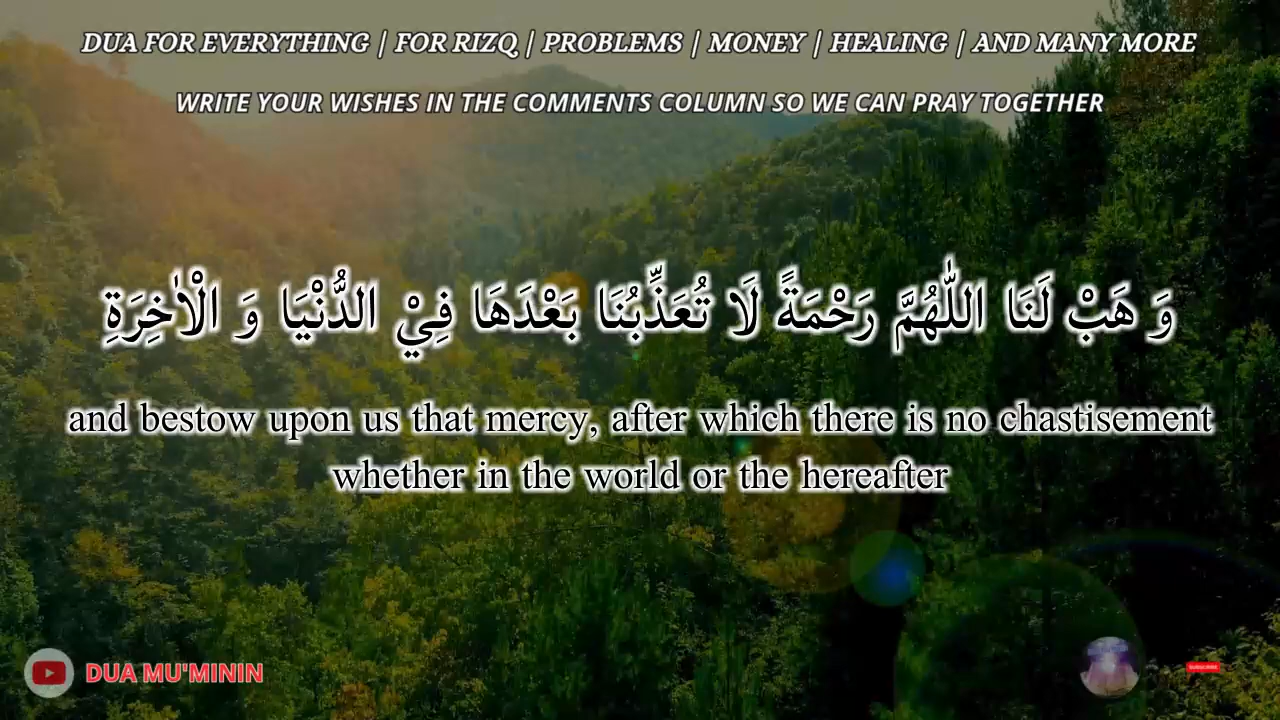 DUA FOR EVERYTHING | FOR RIZQ | PROBLEMS | MONEY | HEALING | AND MANY MORE
WRITE YOUR WISHES IN THE COMMENTS COLUMN SO WE CAN PRAY TOGETHER
وَ هَبْ لَنَا اللّٰهُمَّ رَحْمَةً لَا تُعَذِّبُنَا بَعْدَهَا فِيْ الدُّنْيَا وَ الْاٰخِرَةِ
and bestow upon us that mercy, after which there is no chastisement
whether in the world or the hereafter
DUA MU'MININ
SUBSCRIBE